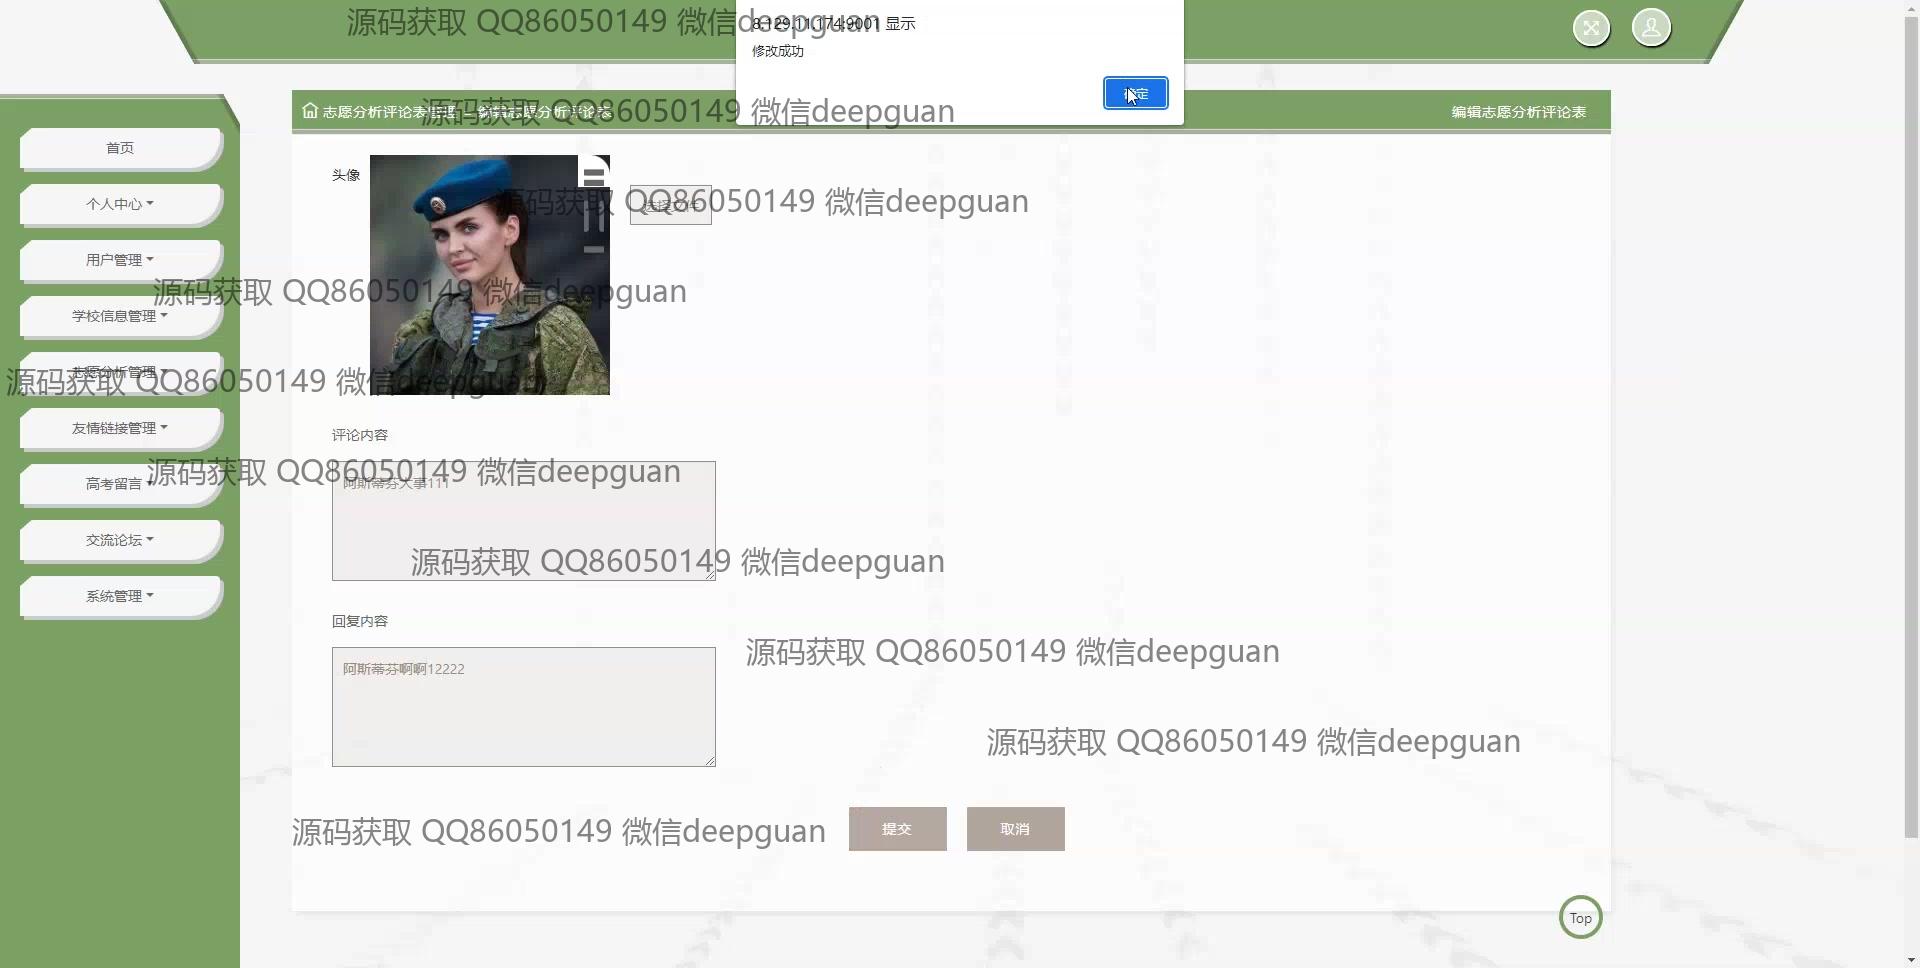 源码获取 QQ86050149 微信deepguan
8.129.11.174:9001 显示
修改成功
确定
志愿分析评论表管理 - 编辑志愿分析评论表
源码获取 QQ86050149 微信deepguan
编辑志愿分析评论表
首页
头像
个人中心
选择文件
源码获取 QQ86050149 微信deepguan
用户管理
源码获取 QQ86050149 微信deepguan
学校信息管理
志愿分析管理
源码获取 QQ86050149 微信deepguan
友情链接管理
评论内容
高考留言
源码获取 QQ86050149 微信deepguan
阿斯蒂芬大事111
交流论坛
源码获取 QQ86050149 微信deepguan
系统管理
回复内容
源码获取 QQ86050149 微信deepguan
阿斯蒂芬啊啊12222
源码获取 QQ86050149 微信deepguan
源码获取 QQ86050149 微信deepguan
提交
取消
Top